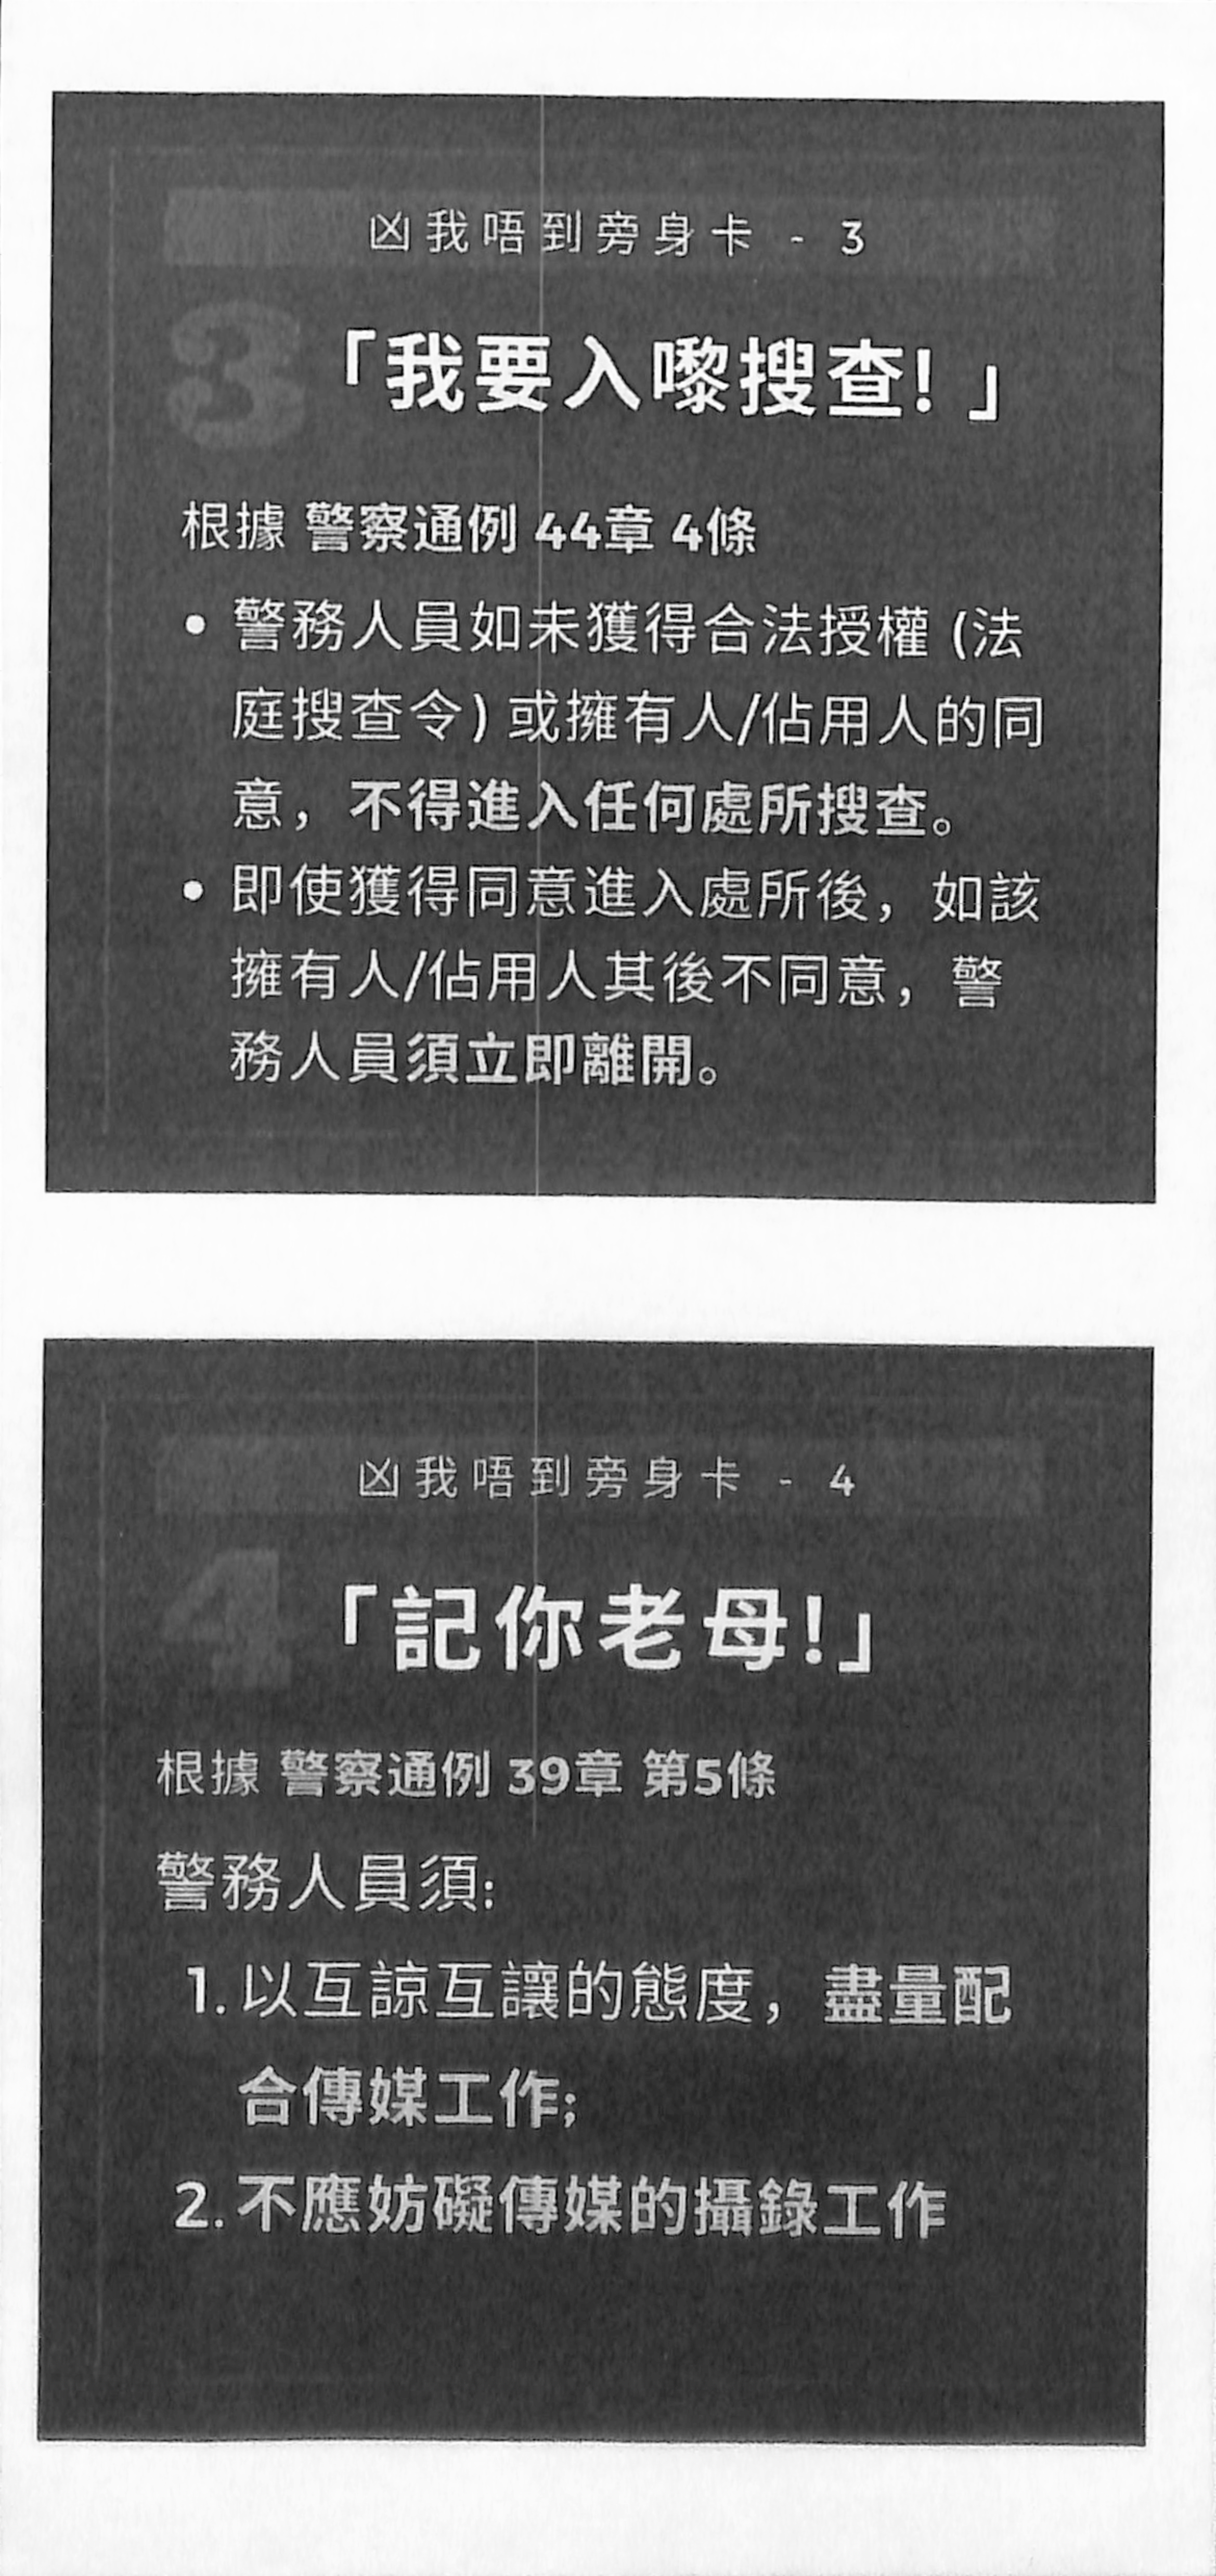 凶我唔到旁身卡 - 3
3
「我要入嚟搜查!」
根據 警察通例 44章 4條
• 警務人員如未獲得合法授權 (法
庭搜查令) 或擁有人/佔用人的同
意，不得進入任何處所搜查。
• 即使獲得同意進入處所後，如該
擁有人/佔用人其後不同意，警
務人員須立即離開。
凶我唔到旁身卡 - 4
4
「記你老母!」
根據 警察通例 39章 第5條
警務人員須:
1. 以互諒互讓的態度，盡量配
合傳媒工作;
2. 不應妨礙傳媒的攝錄工作